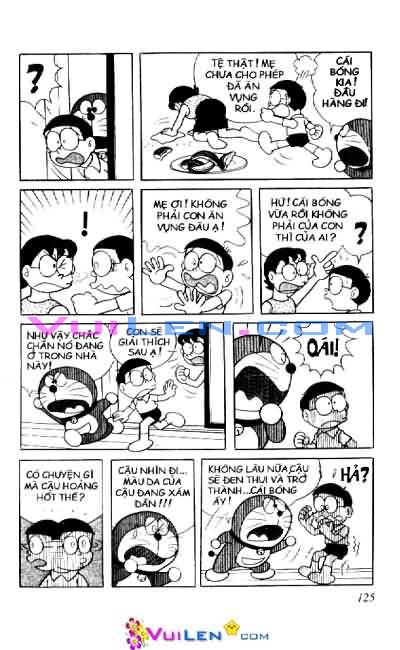 ?
TỆ THẬT! MẸ
CHƯA CHO PHÉP
ĐÃ ĂN
VỤNG
RỒI.
CÁI
BÓNG
KIA!
ĐẦU
HÀNG ĐI!
!
MẸ ƠI! KHÔNG
PHẢI CON ĂN
VỤNG ĐÂU Ạ!
HỨ! CÁI BÓNG
VỪA RỒI KHÔNG
PHẢI CỦA CON
THÌ CỦA AI?
?
NHƯ VẬY CHẮC
CHẮN NÓ ĐANG
Ở TRONG NHÀ
NÀY!
CON SẼ
GIẢI THÍCH
SAU Ạ!
OÁI!
VUILEN.COM
CÓ CHUYỆN GÌ
MÀ CẬU HOẢNG
HỐT THẾ?
CẬU NHÌN ĐI...
MÀU DA CỦA
CẬU ĐANG XÁM
DẦN!!!
KHÔNG LÂU NỮA, CẬU
SẼ ĐEN THUI VÀ TRỞ
THÀNH... CÁI BÓNG
ẤY!
HẢ?
125
VUILEN.COM